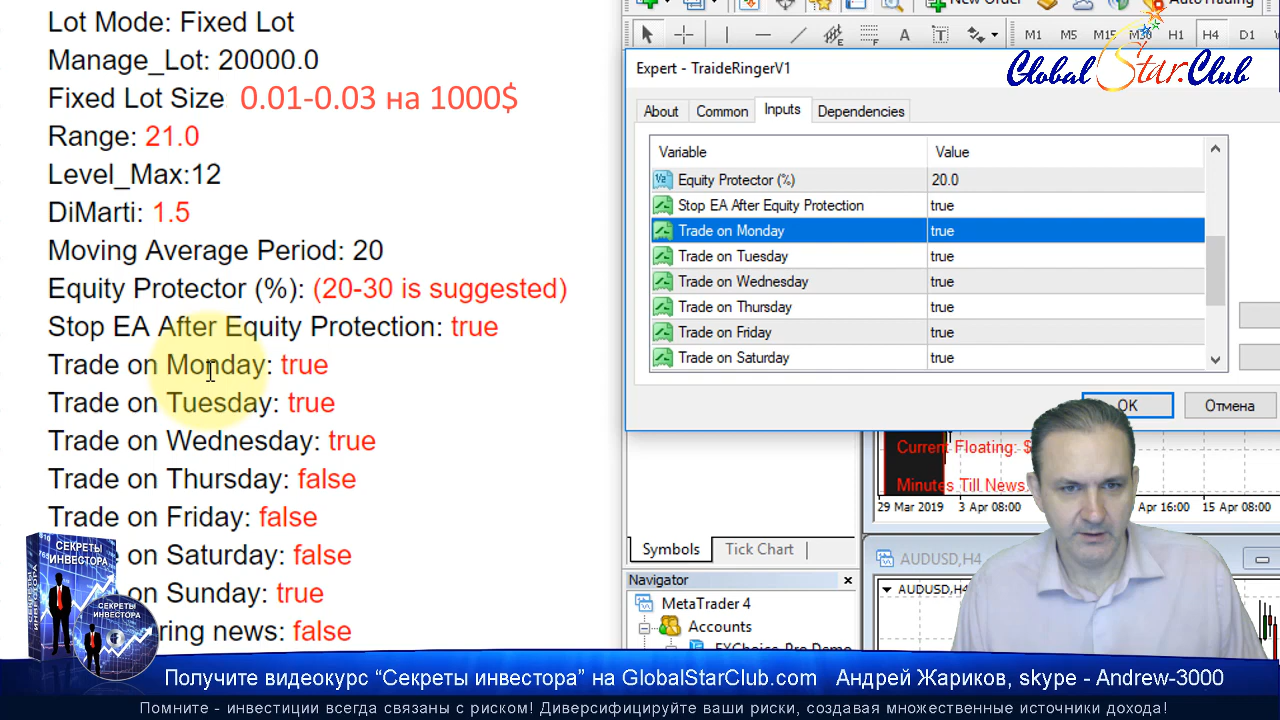 Lot Mode: Fixed Lot
Manage_Lot: 20000.0
Fixed Lot Size: 0.01-0.03 на 1000$
Range: 21.0
Level_Max:12
DiMarti: 1.5
Moving Average Period: 20
Equity Protector (%): (20-30 is suggested)
Stop EA After Equity Protection: true
Trade on Monday: true
Trade on Tuesday: true
Trade on Wednesday: true
Trade on Thursday: false
Trade on Friday: false
on Saturday: false
on Sunday: true
ring news: false
New Order
AutoTrading
M1 M5 M15 M30 H1 H4 D1
Global Star.Club
Expert - TraideRingerV1
About Common Inputs Dependencies
Variable Value
Equity Protector (%) 20.0
Stop EA After Equity Protection true
Trade on Monday true
Trade on Tuesday true
Trade on Wednesday true
Trade on Thursday true
Trade on Friday true
Trade on Saturday true
OK Отмена
Current Floating: $
Minutes Till News:
29 Mar 2019 3 Apr 08:00 Apr 16:00 15 Apr 08:00
Symbols Tick Chart
AUDUSD,H4
AUDUSD,H4
Navigator
MetaTrader 4
Accounts
СЕКРЕТЫ
ИНВЕСТОРА
СЕКРЕТЫ
ИНВЕСТОРА
Получите видеокурс “Секреты инвестора” на GlobalStarClub.com Андрей Жариков, skype - Andrew-3000
Помните - инвестиции всегда связаны с риском! Диверсифицируйте ваши риски, создавая множественные источники дохода!